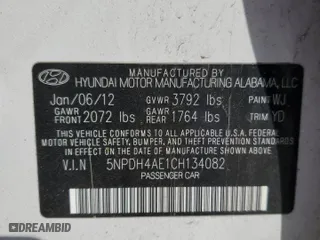 MANUFACTURED BY
HYUNDAI MOTOR MANUFACTURING ALABAMA, LLC
Jan/06/12 GVWR 3792 lbs PAINT WJ
GAWR FRONT 2072 lbs GAWR REAR 1764 lbs TRIM YD
THIS VEHICLE CONFORMS TO ALL APPLICABLE
U.S. FEDERAL MOTOR VEHICLE SAFETY, BUMPER, AND
THEFT PREVENTION STANDARDS IN EFFECT ON THE
DATE OF MANUFACTURE SHOWN ABOVE.
V.I.N 5NPDH4AE1CH134082
PASSENGER CAR